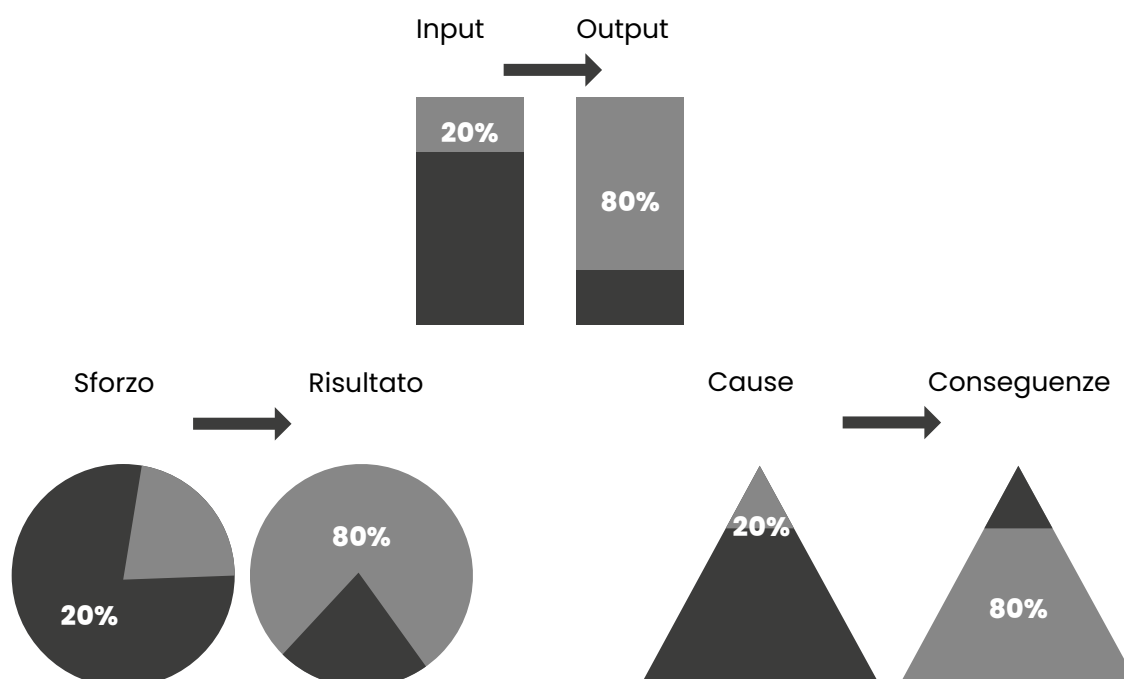 Input
Output
20%
80%
Sforzo
Risultato
20%
80%
Cause
Conseguenze
20%
80%